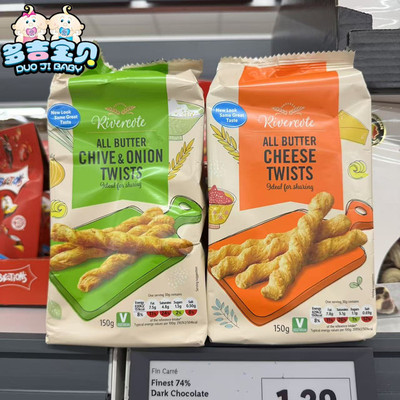 多吉宝贝
DUO JI BABY
New Look
Same Great
Taste
Rivercote
ALL BUTTER
CHIVE & ONION
TWISTS
Ideal for sharing
150g
V
New Look
Same Great
Taste
Rivercote
ALL BUTTER
CHEESE
TWISTS
Ideal for sharing
150g
V
Fin Carré
Finest 74%
Dark Chocolate
1.29